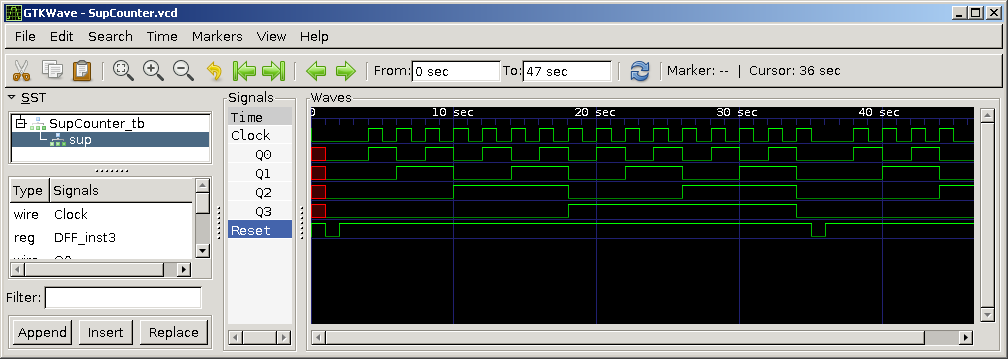 GTKWave - SupCounter.vcd
File Edit Search Time Markers View Help
From: 0 sec To: 47 sec Marker: -- | Cursor: 36 sec
SST
SupCounter_tb
sup
Type Signals
wire Clock
reg DFF_inst3
Filter:
Append Insert Replace
Signals
Time
Clock
Q0
Q1
Q2
Q3
Reset
Waves
0 10 sec 20 sec 30 sec 40 sec